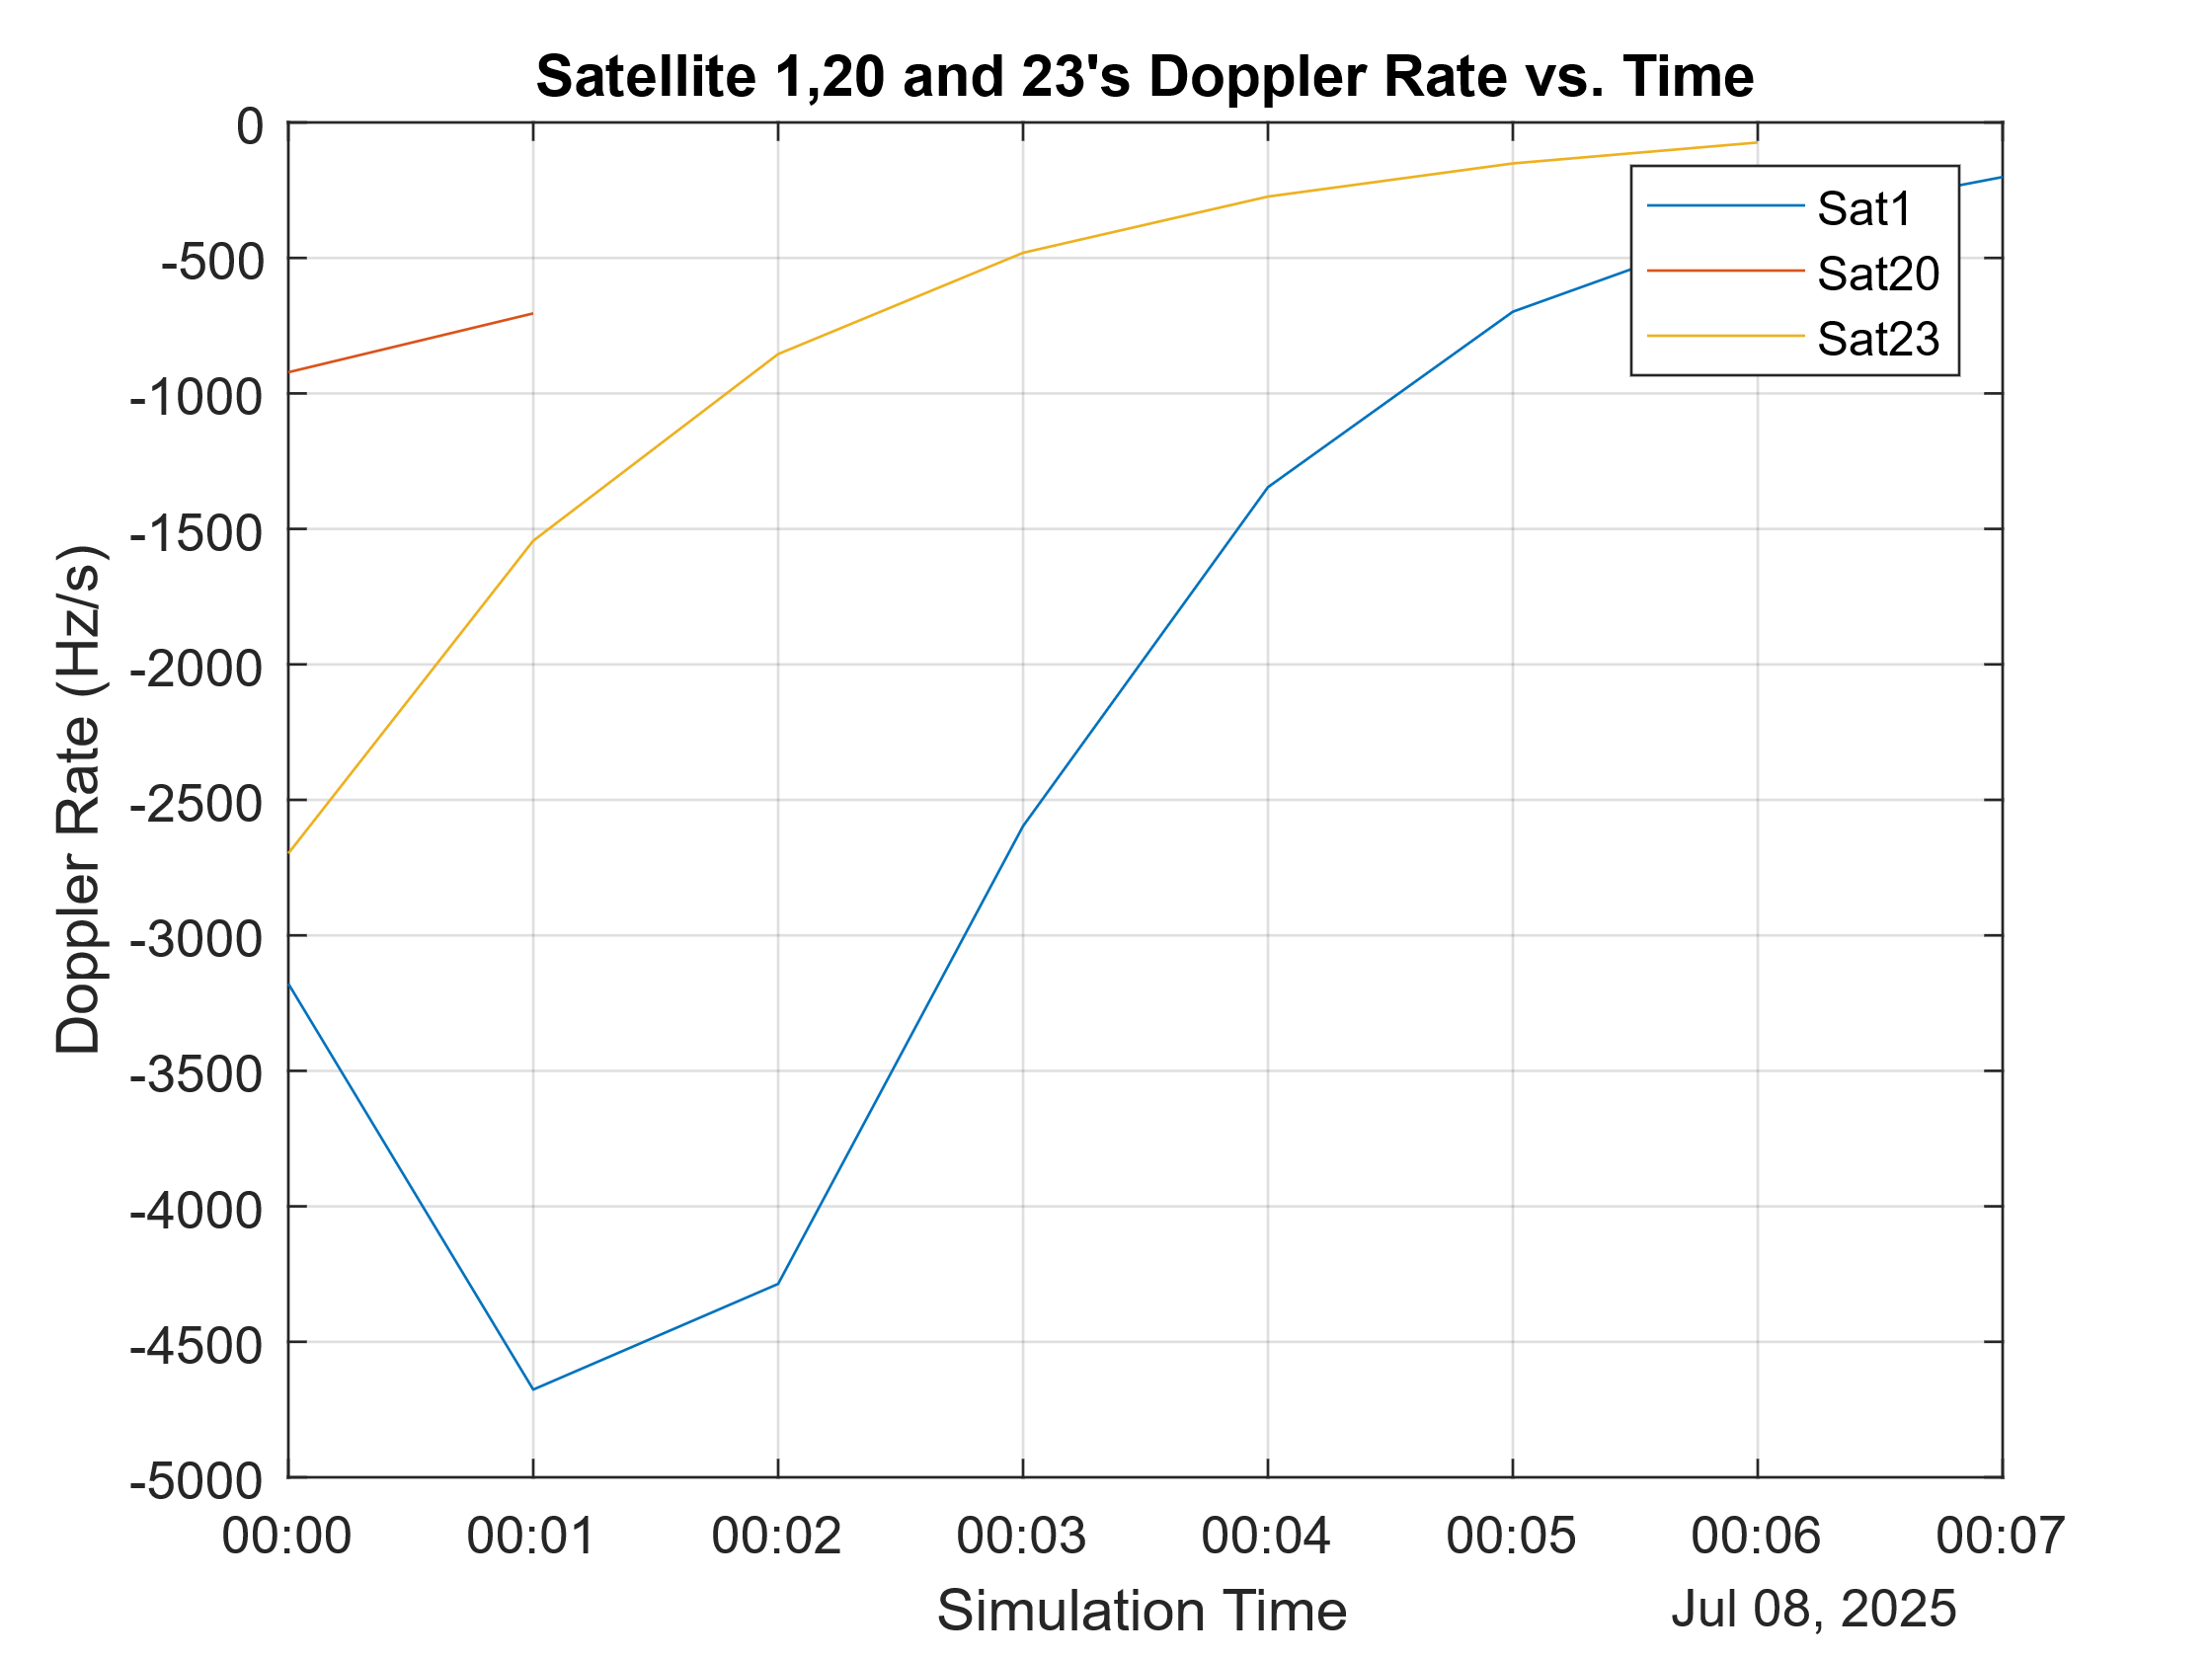 Satellite 1,20 and 23's Doppler Rate vs. Time
0
-500
-1000
-1500
-2000
-2500
-3000
-3500
-4000
-4500
-5000
Doppler Rate (Hz/s)
Sat1
Sat20
Sat23
00:00 00:01 00:02 00:03 00:04 00:05 00:06 00:07
Simulation Time
Jul 08, 2025